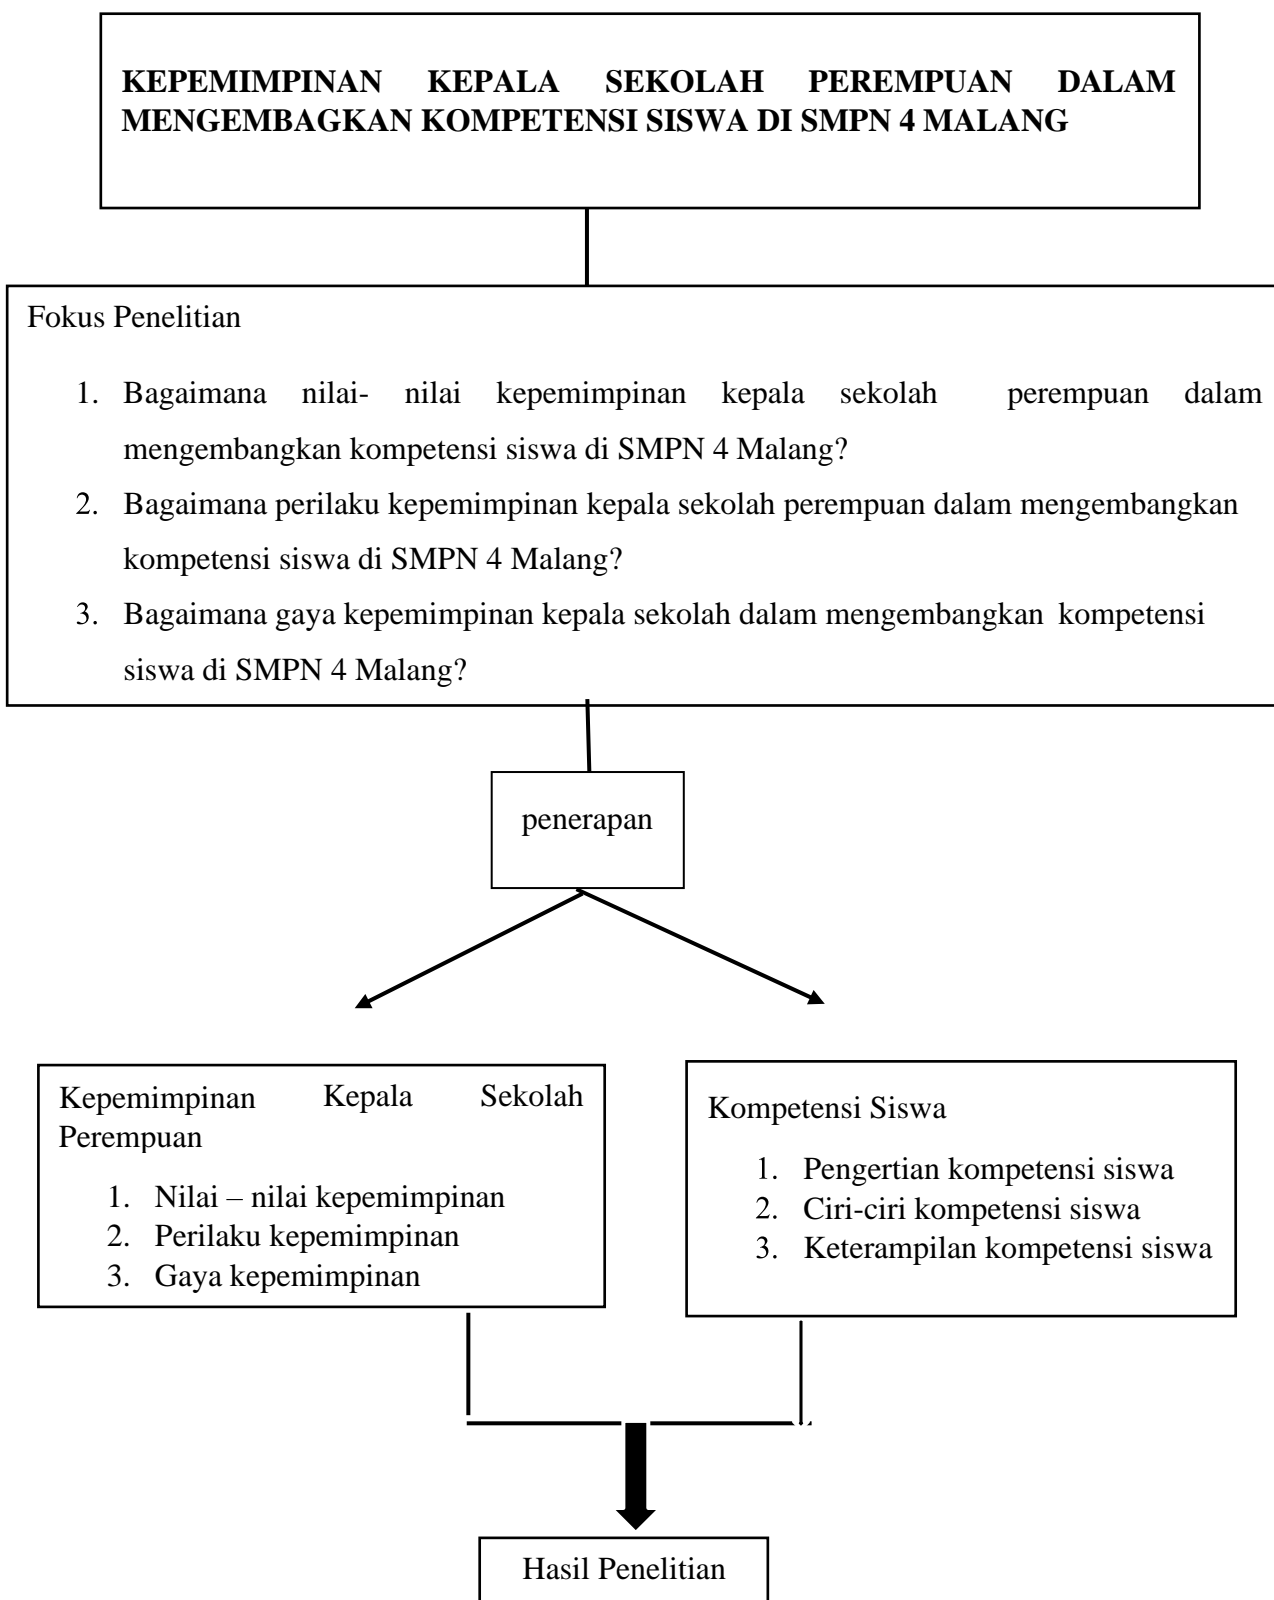 KEPEMIMPINAN KEPALA SEKOLAH PEREMPUAN DALAM
MENGEMBAGKAN KOMPETENSI SISWA DI SMPN 4 MALANG
Fokus Penelitian
1. Bagaimana nilai- nilai kepemimpinan kepala sekolah perempuan dalam
mengembangkan kompetensi siswa di SMPN 4 Malang?
2. Bagaimana perilaku kepemimpinan kepala sekolah perempuan dalam mengembangkan
kompetensi siswa di SMPN 4 Malang?
3. Bagaimana gaya kepemimpinan kepala sekolah dalam mengembangkan kompetensi
siswa di SMPN 4 Malang?
penerapan
Kepemimpinan Kepala Sekolah
Perempuan
1. Nilai – nilai kepemimpinan
2. Perilaku kepemimpinan
3. Gaya kepemimpinan
Kompetensi Siswa
1. Pengertian kompetensi siswa
2. Ciri-ciri kompetensi siswa
3. Keterampilan kompetensi siswa
Hasil Penelitian